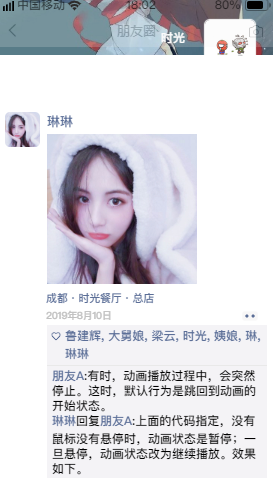 中国移动 18:02 80%
朋友圈
时光
琳琳
成都·时光餐厅·总店
2019年8月10日
鲁建辉, 大舅娘, 梁云, 时光, 姨娘, 琳,
琳琳
朋友A:有时，动画播放过程中，会突然
停止。这时，默认行为是跳回到动画的
开始状态。
琳琳回复朋友A:上面的代码指定，没有
鼠标没有悬停时，动画状态是暂停；一
旦悬停，动画状态改为继续播放。效果
如下。